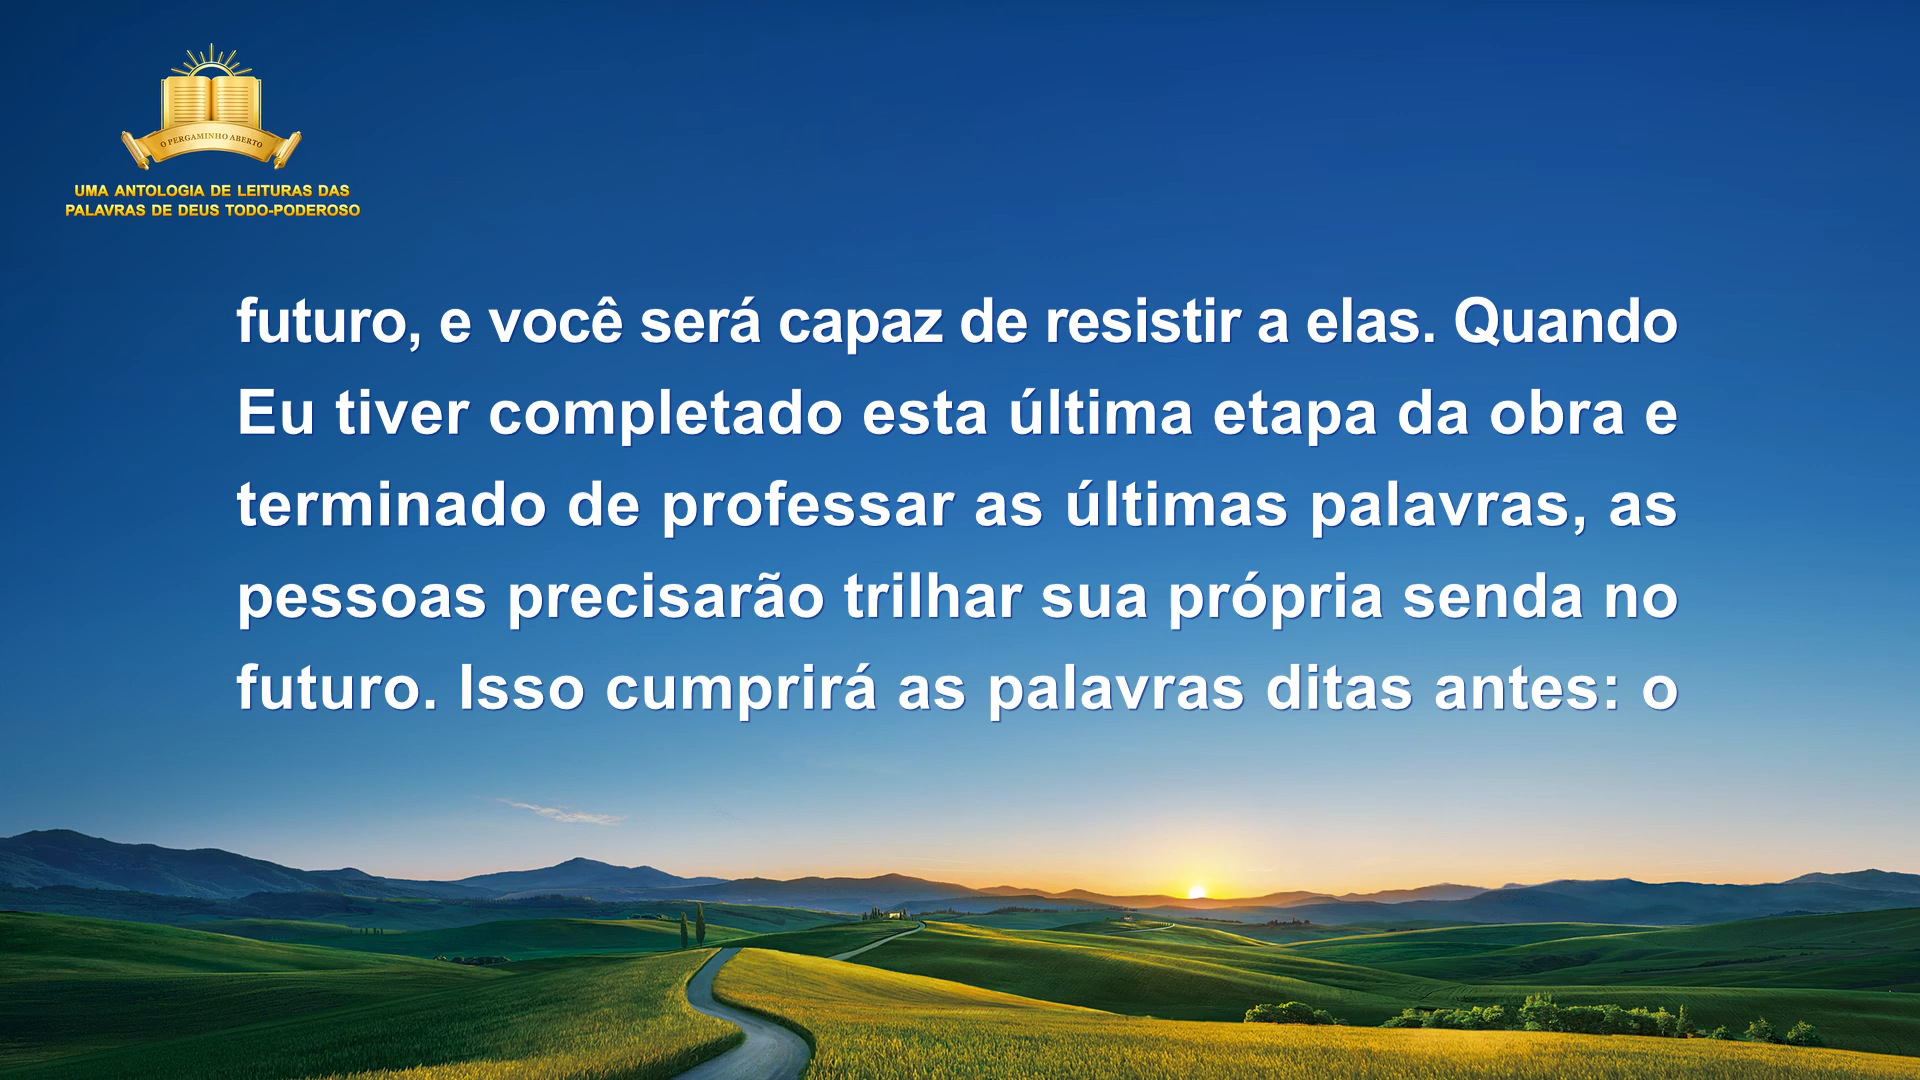 O PERGAMINHO ABERTO
UMA ANTOLOGIA DE LEITURAS DAS
PALAVRAS DE DEUS TODO-PODEROSO
futuro, e você será capaz de resistir a elas. Quando
Eu tiver completado esta última etapa da obra e
terminado de professar as últimas palavras, as
pessoas precisarão trilhar sua própria senda no
futuro. Isso cumprirá as palavras ditas antes: o